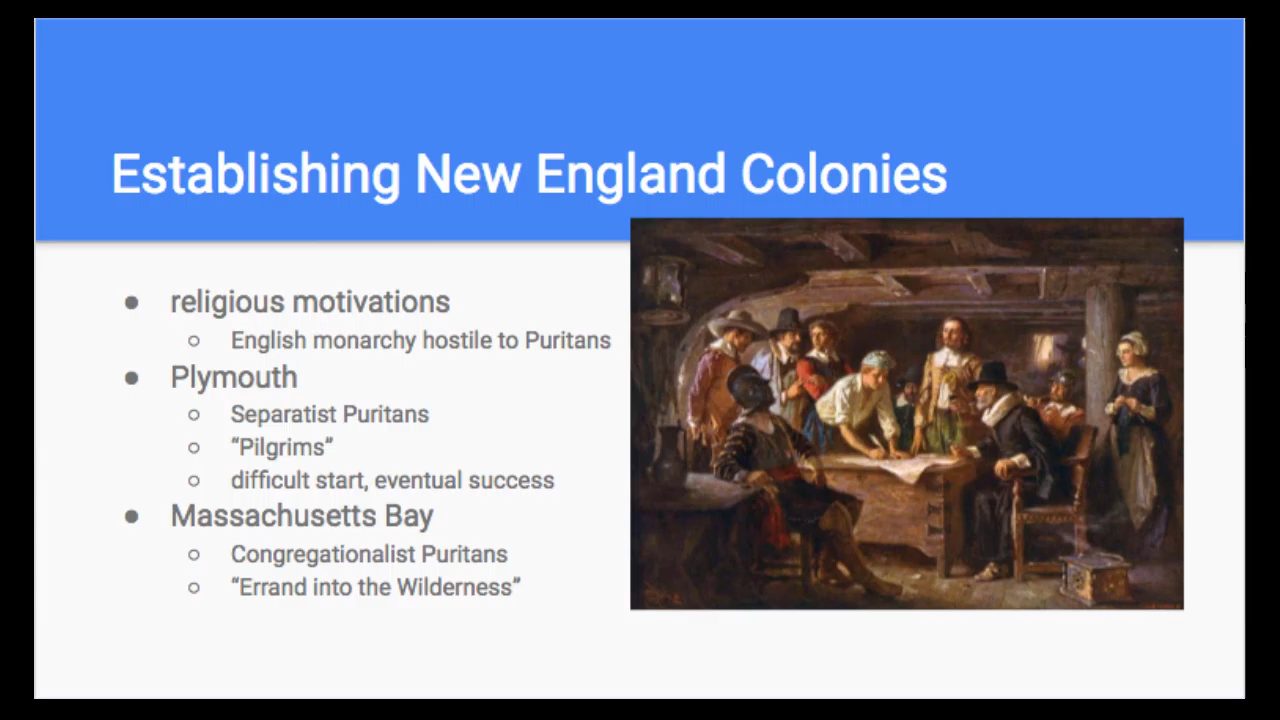 Establishing New England Colonies
● religious motivations
○ English monarchy hostile to Puritans
● Plymouth
○ Separatist Puritans
○ “Pilgrims”
○ difficult start, eventual success
● Massachusetts Bay
○ Congregationalist Puritans
○ “Errand into the Wilderness”